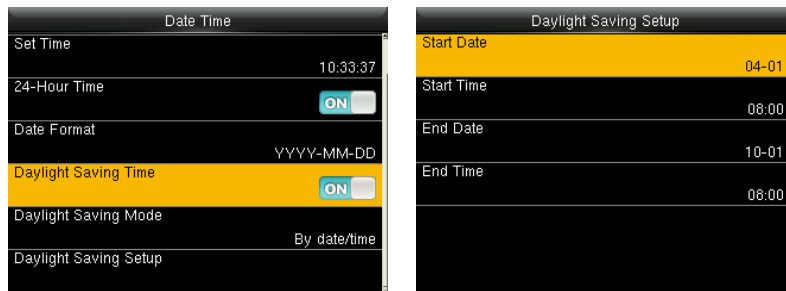 Date Time
Set Time
10:33:37
24-Hour Time
ON
Date Format
YYYY-MM-DD
Daylight Saving Time
ON
Daylight Saving Mode
By date/time
Daylight Saving Setup
Daylight Saving Setup
Start Date
04-01
Start Time
08:00
End Date
10-01
End Time
08:00